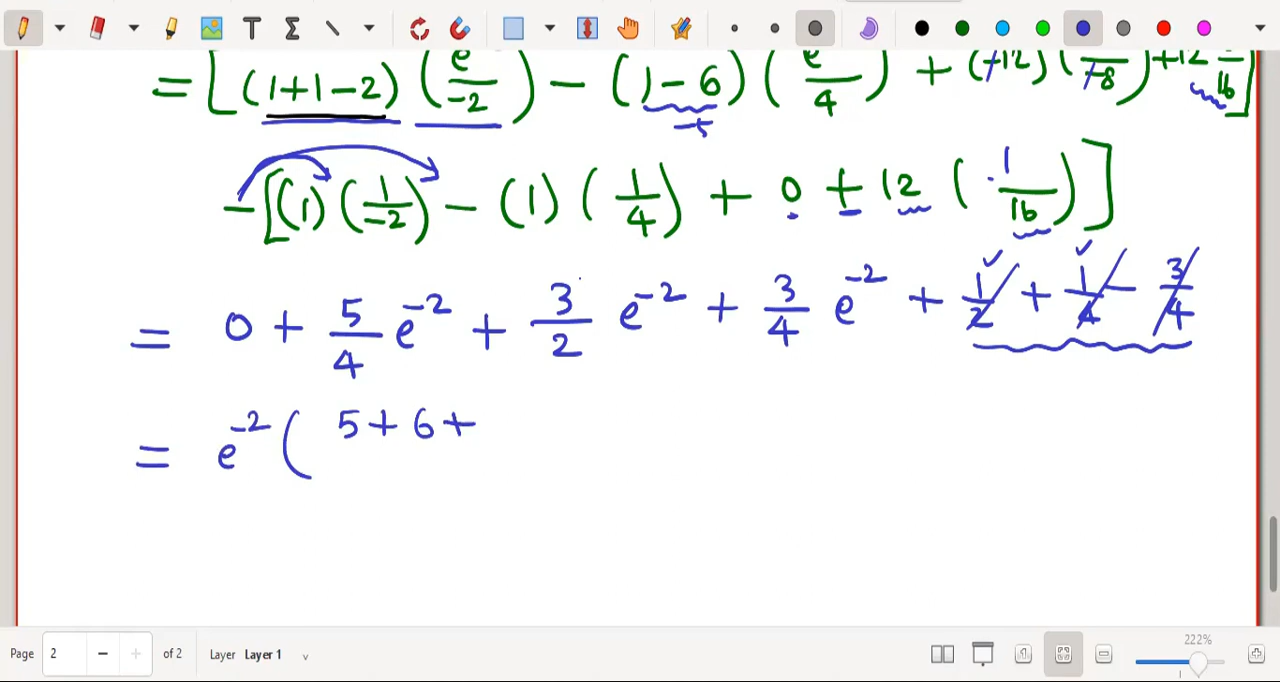 = [(1+1−2)(e/−2) − (1−6)(e/4) + (−12)(/−8) + 12 /16]
−5
−[(1)(1/−2) − (1)(1/4) + 0 + 12(1/16)]
= 0 + 5/4 e^−2 + 3/2 e^−2 + 3/4 e^−2 + 1/2 + 1/4 − 3/4
= e^−2 ( 5 + 6 +
Page 2 of 2 Layer Layer 1 222%